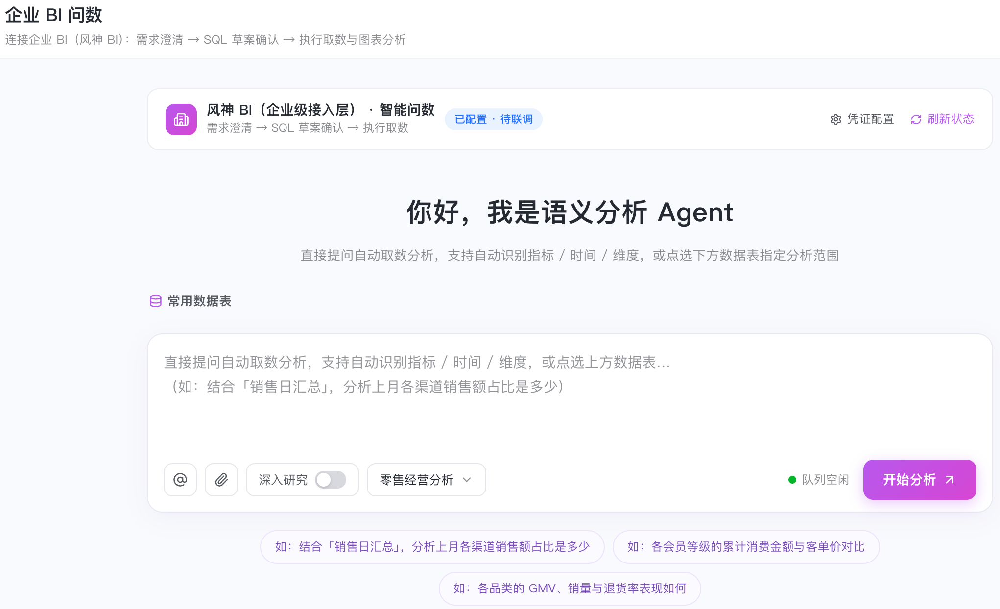 企业 BI 问数
连接企业 BI（风神 BI）：需求澄清 → SQL 草案确认 → 执行取数与图表分析
风神 BI（企业级接入层） · 智能问数
需求澄清 → SQL 草案确认 → 执行取数
已配置 · 待联调
凭证配置
刷新状态
你好，我是语义分析 Agent
直接提问自动取数分析，支持自动识别指标 / 时间 / 维度，或点选下方数据表指定分析范围
常用数据表
直接提问自动取数分析，支持自动识别指标 / 时间 / 维度，或点选上方数据表...
（如：结合「销售日汇总」，分析上月各渠道销售额占比是多少）
@
深入研究
零售经营分析
队列空闲
开始分析
如：结合「销售日汇总」，分析上月各渠道销售额占比是多少
如：各会员等级的累计消费金额与客单价对比
如：各品类的 GMV、销量与退货率表现如何